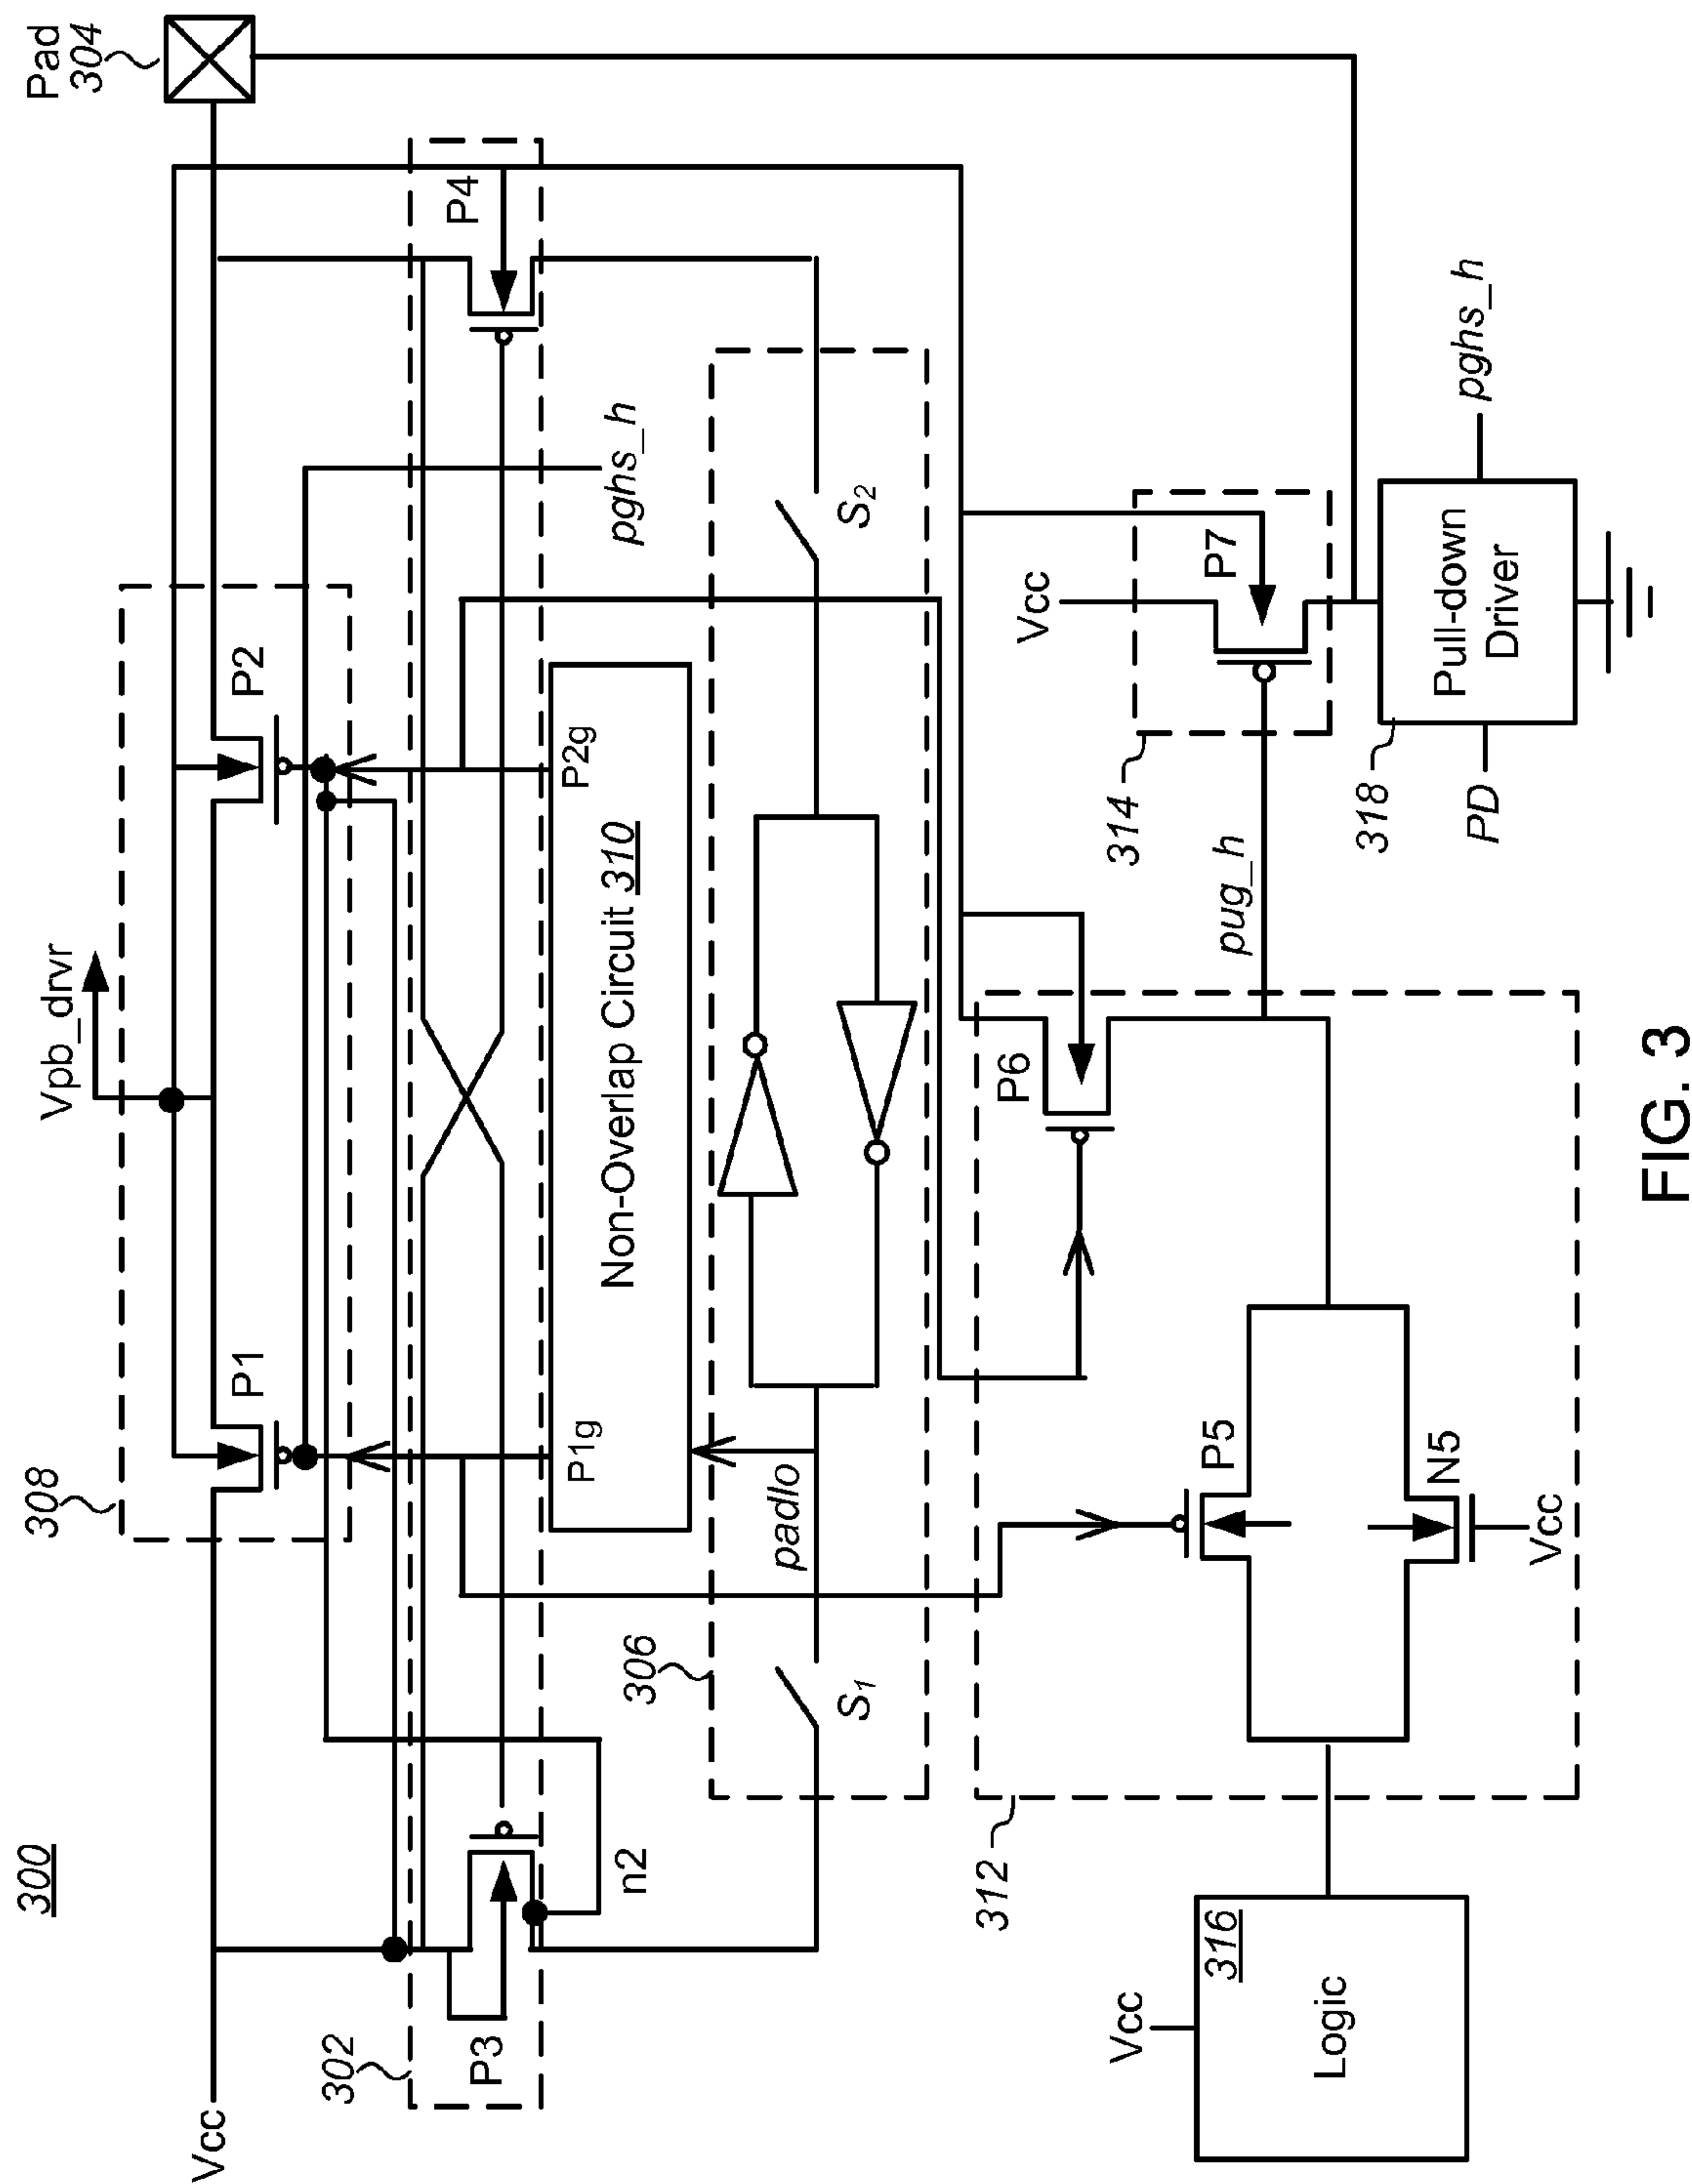 300
Vcc
308
P1
Vpb_drvr
P2
Pad
304
302
P3
n2
P4
pghs_h
P1g
Non-Overlap Circuit 310
P2g
306
S1
padlo
S2
312
Vcc
316
Logic
P5
N5
Vcc
P6
pug_h
314
Vcc
P7
318
PD
Pull-down
Driver
pghs_h
FIG. 3